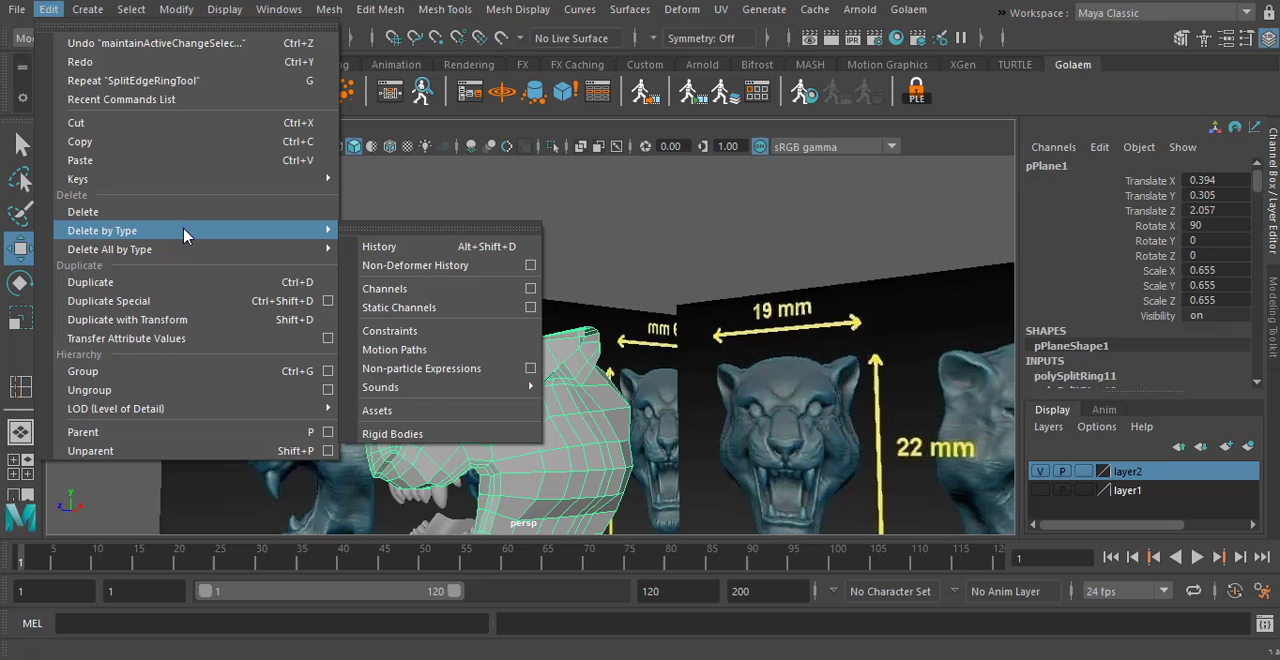 File Edit Create Select Modify Display Windows Mesh Edit Mesh Mesh Tools Mesh Display Curves Surfaces Deform UV Generate Cache Arnold Golaem
Workspace : Maya Classic
No Live Surface Symmetry: Off
Animation Rendering FX FX Caching Custom Arnold Bifrost MASH Motion Graphics XGen TURTLE Golaem
PLE
0.00 1.00 ON sRGB gamma
Undo "maintainActiveChangeSelec..." Ctrl+Z
Redo Ctrl+Y
Repeat "SplitEdgeRingTool" G
Recent Commands List
Cut Ctrl+X
Copy Ctrl+C
Paste Ctrl+V
Keys
Delete
Delete
Delete by Type
Delete All by Type
Duplicate
Duplicate Ctrl+D
Duplicate Special Ctrl+Shift+D
Duplicate with Transform Shift+D
Transfer Attribute Values
Hierarchy
Group Ctrl+G
Ungroup
LOD (Level of Detail)
Parent P
Unparent Shift+P
History Alt+Shift+D
Non-Deformer History
Channels
Static Channels
Constraints
Motion Paths
Non-particle Expressions
Sounds
Assets
Rigid Bodies
19 mm
22 mm
persp
Channels Edit Object Show
pPlane1
Translate X 0.394
Translate Y 0.305
Translate Z 2.057
Rotate X 90
Rotate Y 0
Rotate Z 0
Scale X 0.655
Scale Y 0.655
Scale Z 0.655
Visibility on
SHAPES
pPlaneShape1
INPUTS
polySplitRing11
Display Anim
Layers Options Help
V P layer2
P layer1
Channel Box / Layer Editor
Modeling Toolkit
5 10 15 20 25 30 35 40 45 50 55 60 65 70 75 80 85 90 95 100 105 110 115 12
1 1
1 1 1 120 120 200 No Character Set No Anim Layer 24 fps
MEL